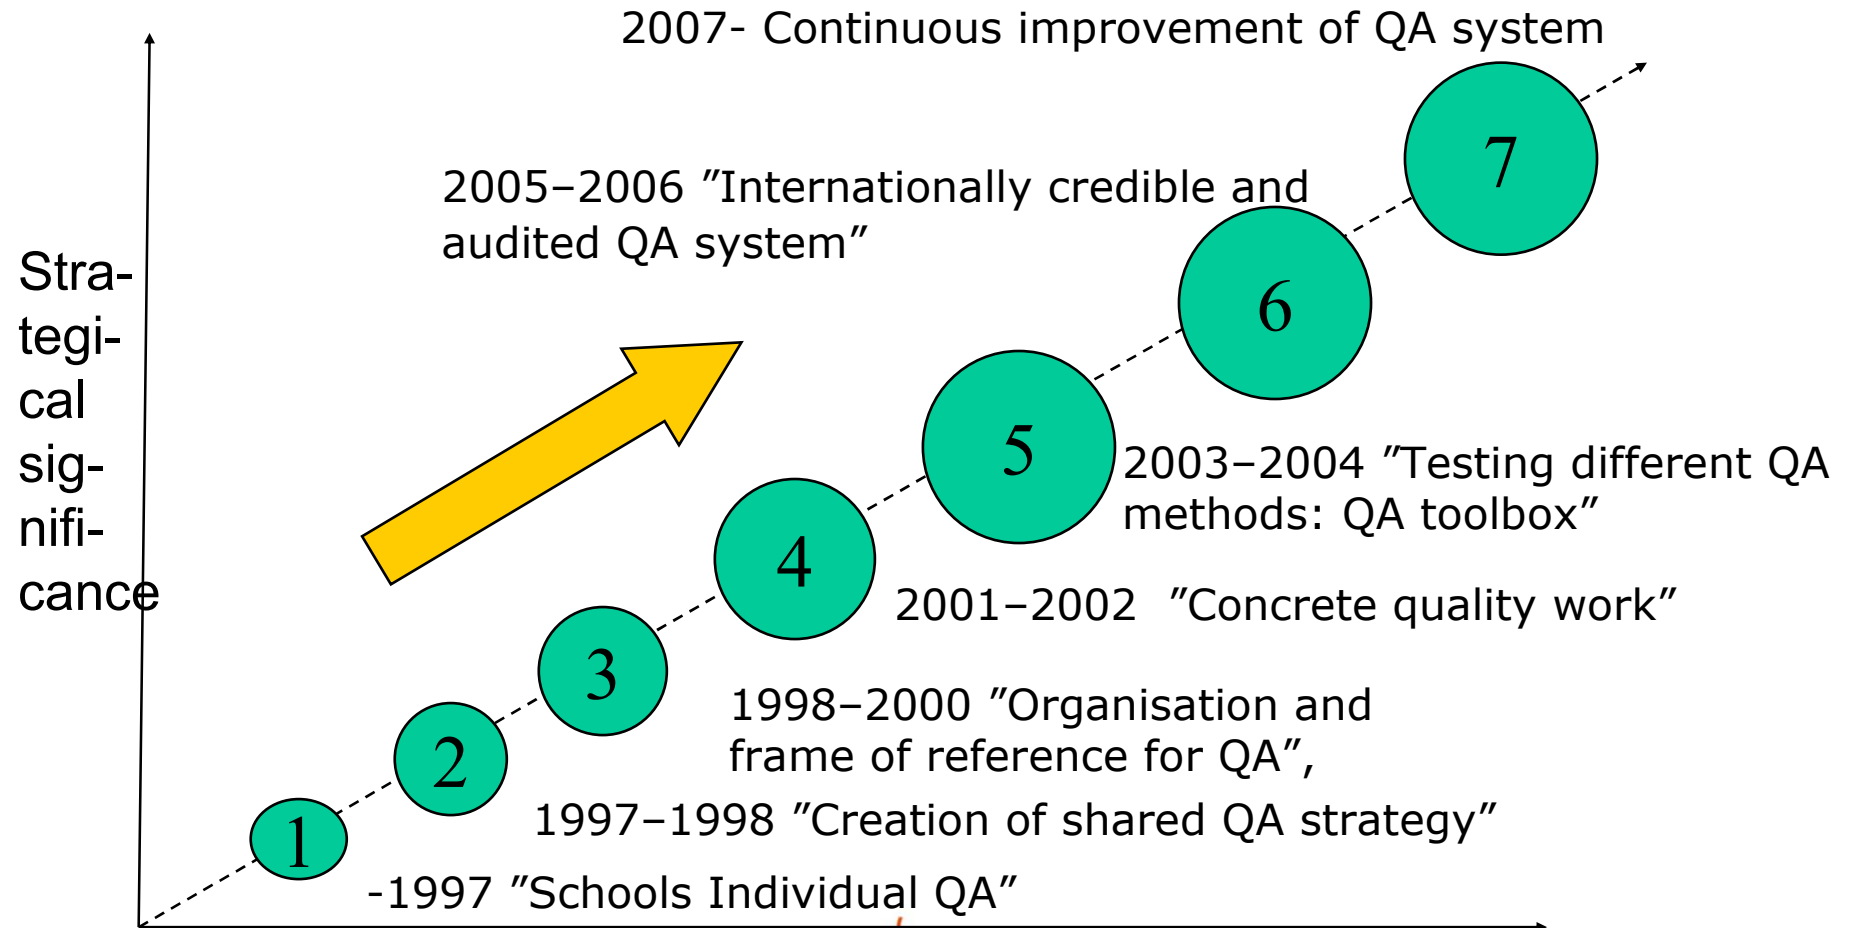 2007- Continuous improvement of QA system
7
2005–2006 ”Internationally credible and
audited QA system”
6
Stra-
tegi-
cal
sig-
nifi-
cance
5
2003–2004 ”Testing different QA
methods: QA toolbox”
4
2001–2002 ”Concrete quality work”
3
1998–2000 ”Organisation and
frame of reference for QA”,
2
1997–1998 ”Creation of shared QA strategy”
1
-1997 ”Schools Individual QA”